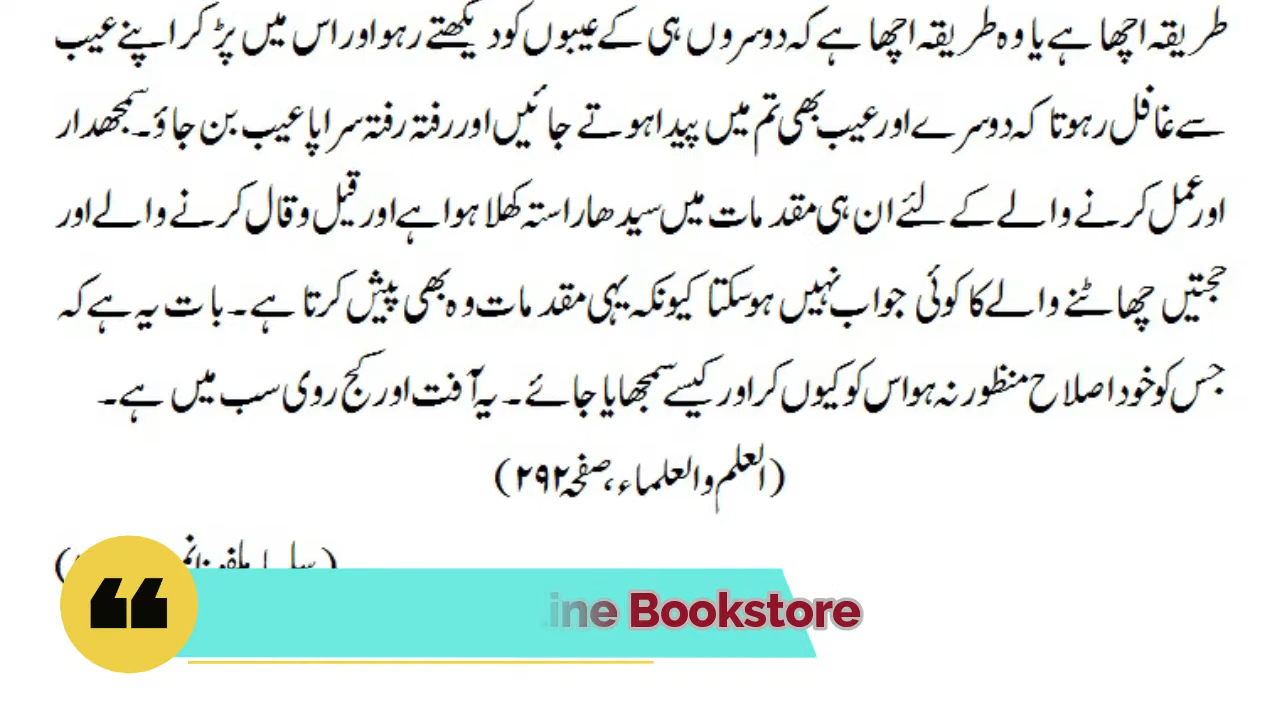 طریقہ اچھا ہے یا وہ طریقہ اچھا ہے کہ دوسروں ہی کے عیبوں کو دیکھتے رہو اور اس میں پڑ کر اپنے عیب
سے غافل رہو تا کہ دوسرے اور عیب بھی تم میں پیدا ہوتے جائیں اور رفتہ رفتہ سراپا عیب بن جاؤ۔ سمجھدار
اور عمل کرنے والے کے لئے ان ہی مقدمات میں سیدھا راستہ کھلا ہوا ہے اور قیل و قال کرنے والے اور
حجتیں چھانٹنے والے کا کوئی جواب نہیں ہو سکتا کیونکہ یہی مقدمات وہ بھی پیش کرتا ہے۔ بات یہ ہے کہ
جس کو خود اصلاح منظور نہ ہو اس کو کیوں کر اور کیسے سمجھایا جائے۔ یہ آفت اور کج روی سب میں ہے۔
(العلم والعلماء، صفحہ ۲۹۲)
ine Bookstore